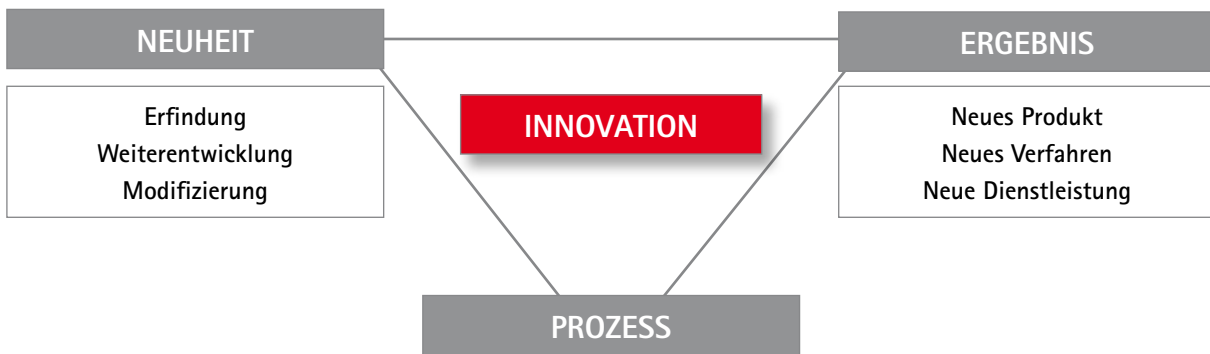 NEUHEIT
Erfindung
Weiterentwicklung
Modifizierung
INNOVATION
ERGEBNIS
Neues Produkt
Neues Verfahren
Neue Dienstleistung
PROZESS